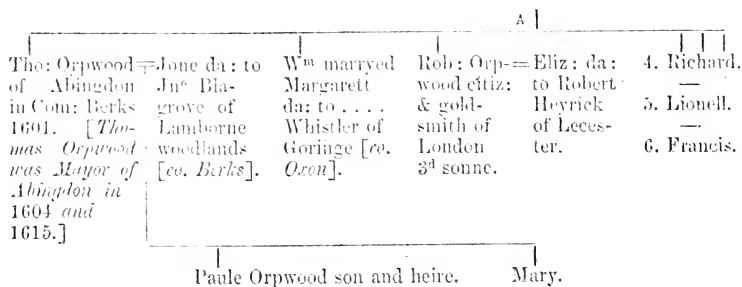 A
Tho: Orpwood
of Abingdon
in Com: Berks
1601. [Tho-
mas Orpwood
was Mayor of
Abingdon in
1604 and
1615.]
=
Jone da: to
Jnº Bla-
grove of
Lamborne
woodlands
[co. Berks].
Wm marryed
Margarett
da: to . . . .
Whistler of
Goringe [co.
Oxon].
Rob: Orp-
wood citiz:
& gold-
smith of
London
3d sonne.
=
Eliz: da:
to Robert
Heyrick
of Leces-
ter.
4. Richard.
—
5. Lionell.
—
6. Francis.
Paule Orpwood son and heire. Mary.